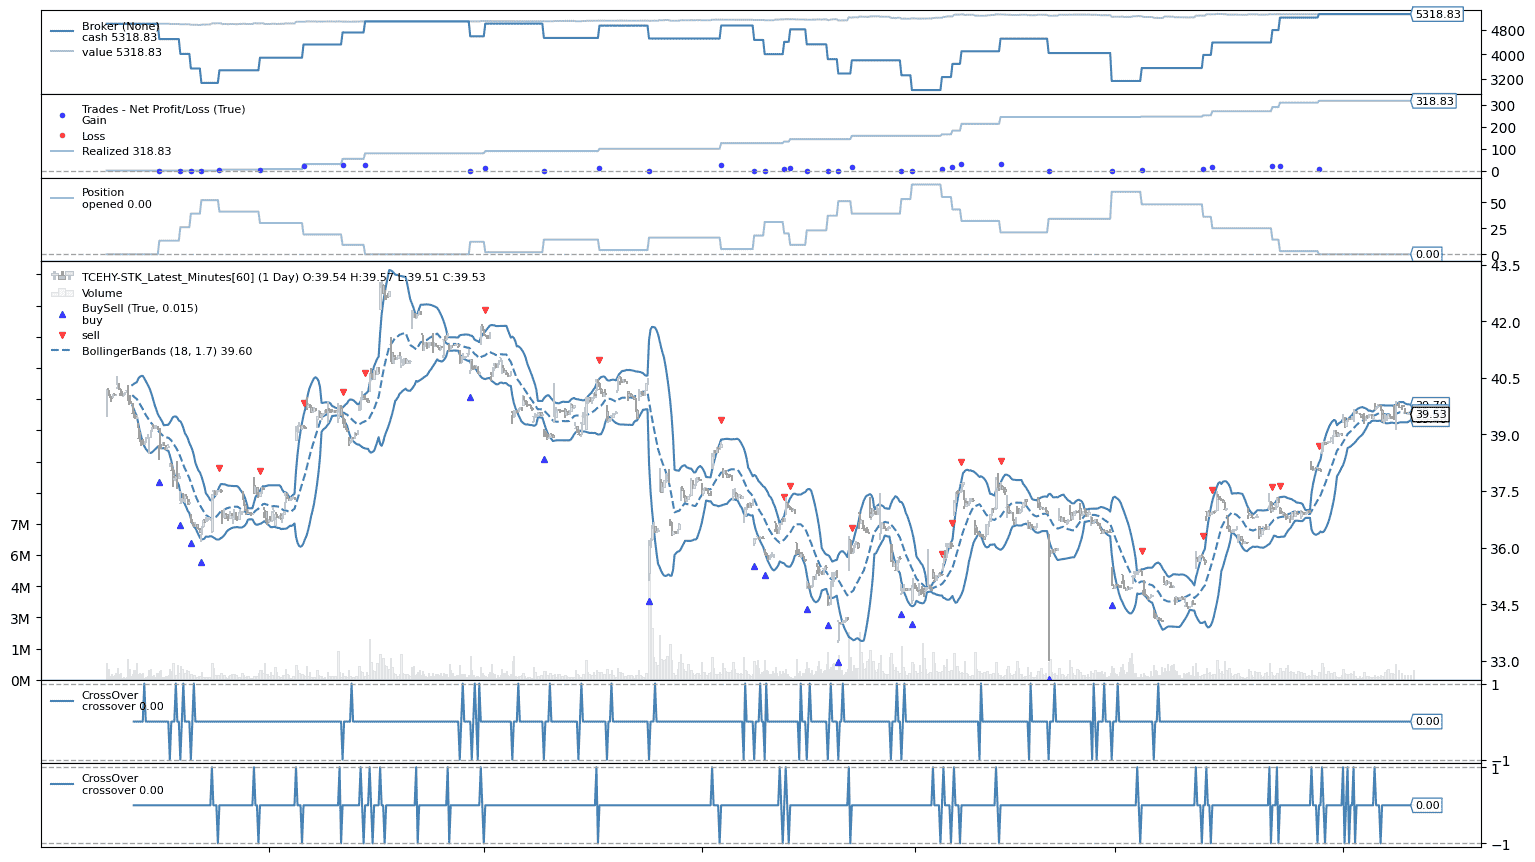 Broker (None)
cash 5318.83
value 5318.83
5318.83
4800
4000
3200
Trades - Net Profit/Loss (True)
Gain
Loss
Realized 318.83
318.83
300
200
100
0
Position
opened 0.00
50
25
0
0.00
TCEHY-STK_Latest_Minutes[60] (1 Day) O:39.54 H:39.57 L:39.51 C:39.53
Volume
BuySell (True, 0.015)
buy
sell
BollingerBands (18, 1.7) 39.60
43.5
42.0
40.5
39.0
37.5
36.0
34.5
33.0
39.53
7M
6M
4M
3M
1M
0M
CrossOver
crossover 0.00
1
0.00
−1
CrossOver
crossover 0.00
1
0.00
−1